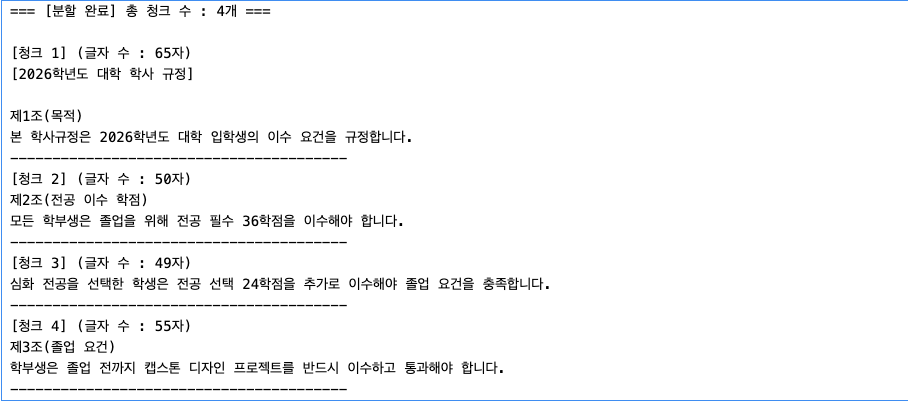 === [분할 완료] 총 청크 수 : 4개 ===
[청크 1] (글자 수 : 65자)
[2026학년도 대학 학사 규정]
제1조(목적)
본 학사규정은 2026학년도 대학 입학생의 이수 요건을 규정합니다.
----------------------------------------
[청크 2] (글자 수 : 50자)
제2조(전공 이수 학점)
모든 학부생은 졸업을 위해 전공 필수 36학점을 이수해야 합니다.
----------------------------------------
[청크 3] (글자 수 : 49자)
심화 전공을 선택한 학생은 전공 선택 24학점을 추가로 이수해야 졸업 요건을 충족합니다.
----------------------------------------
[청크 4] (글자 수 : 55자)
제3조(졸업 요건)
학부생은 졸업 전까지 캡스톤 디자인 프로젝트를 반드시 이수하고 통과해야 합니다.
----------------------------------------